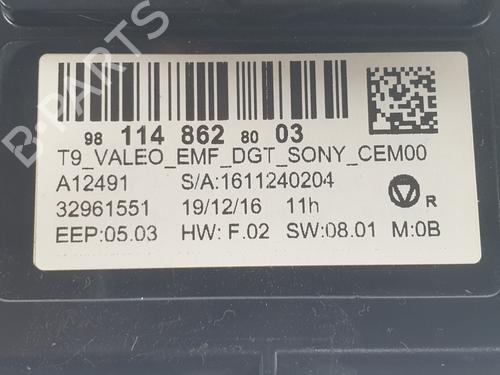 98 114 862 80 03
T9_VALEO_EMF_DGT_SONY_CEM00
A12491 S/A:1611240204
32961551 19/12/16 11h R
EEP:05.03 HW: F.02 SW:08.01 M:0B
B-PARTS